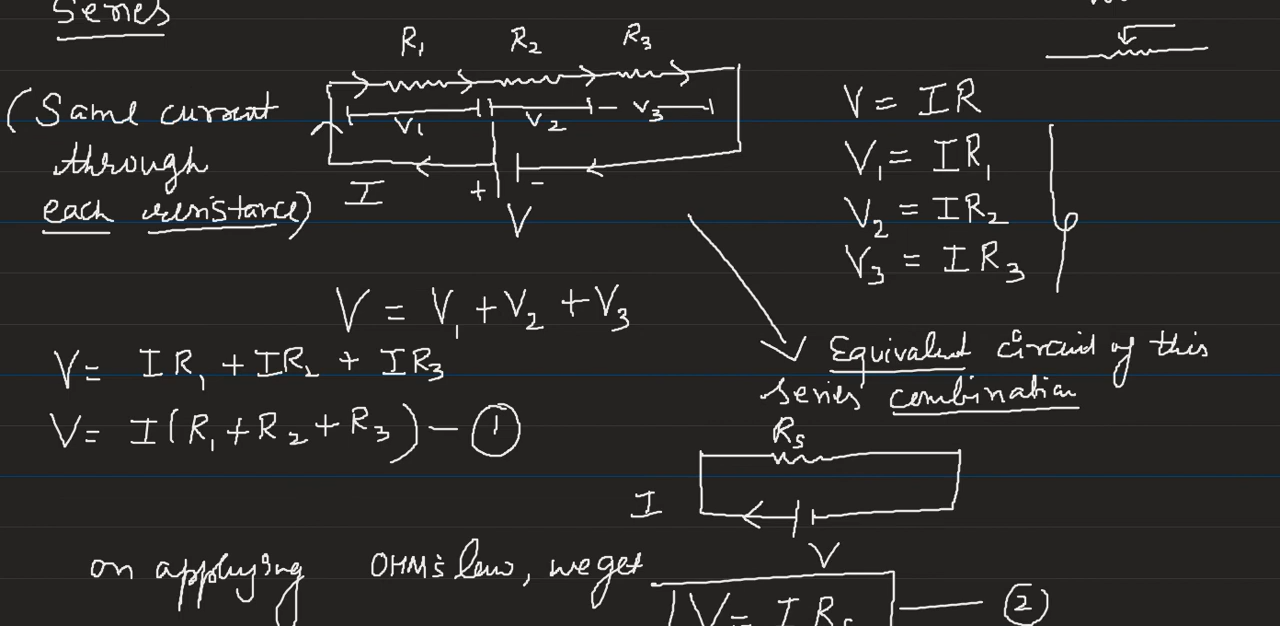 Series
R₁ R₂ R₃
(Same current
through
each resistance)
V₁ V₂ V₃
I + -
V
V = IR
V₁ = IR₁
V₂ = IR₂
V₃ = IR₃
V = V₁ + V₂ + V₃
V = IR₁ + IR₂ + IR₃
V = I(R₁ + R₂ + R₃) — ①
Equivalent circuit of this
series combination
Rs
I
V
on applying OHM's law, we get
V = I Rs — ②